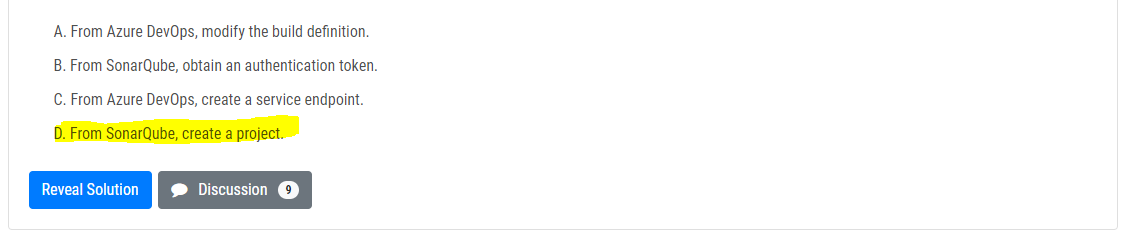 A. From Azure DevOps, modify the build definition.
B. From SonarQube, obtain an authentication token.
C. From Azure DevOps, create a service endpoint.
D. From SonarQube, create a project.
Reveal Solution Discussion 9